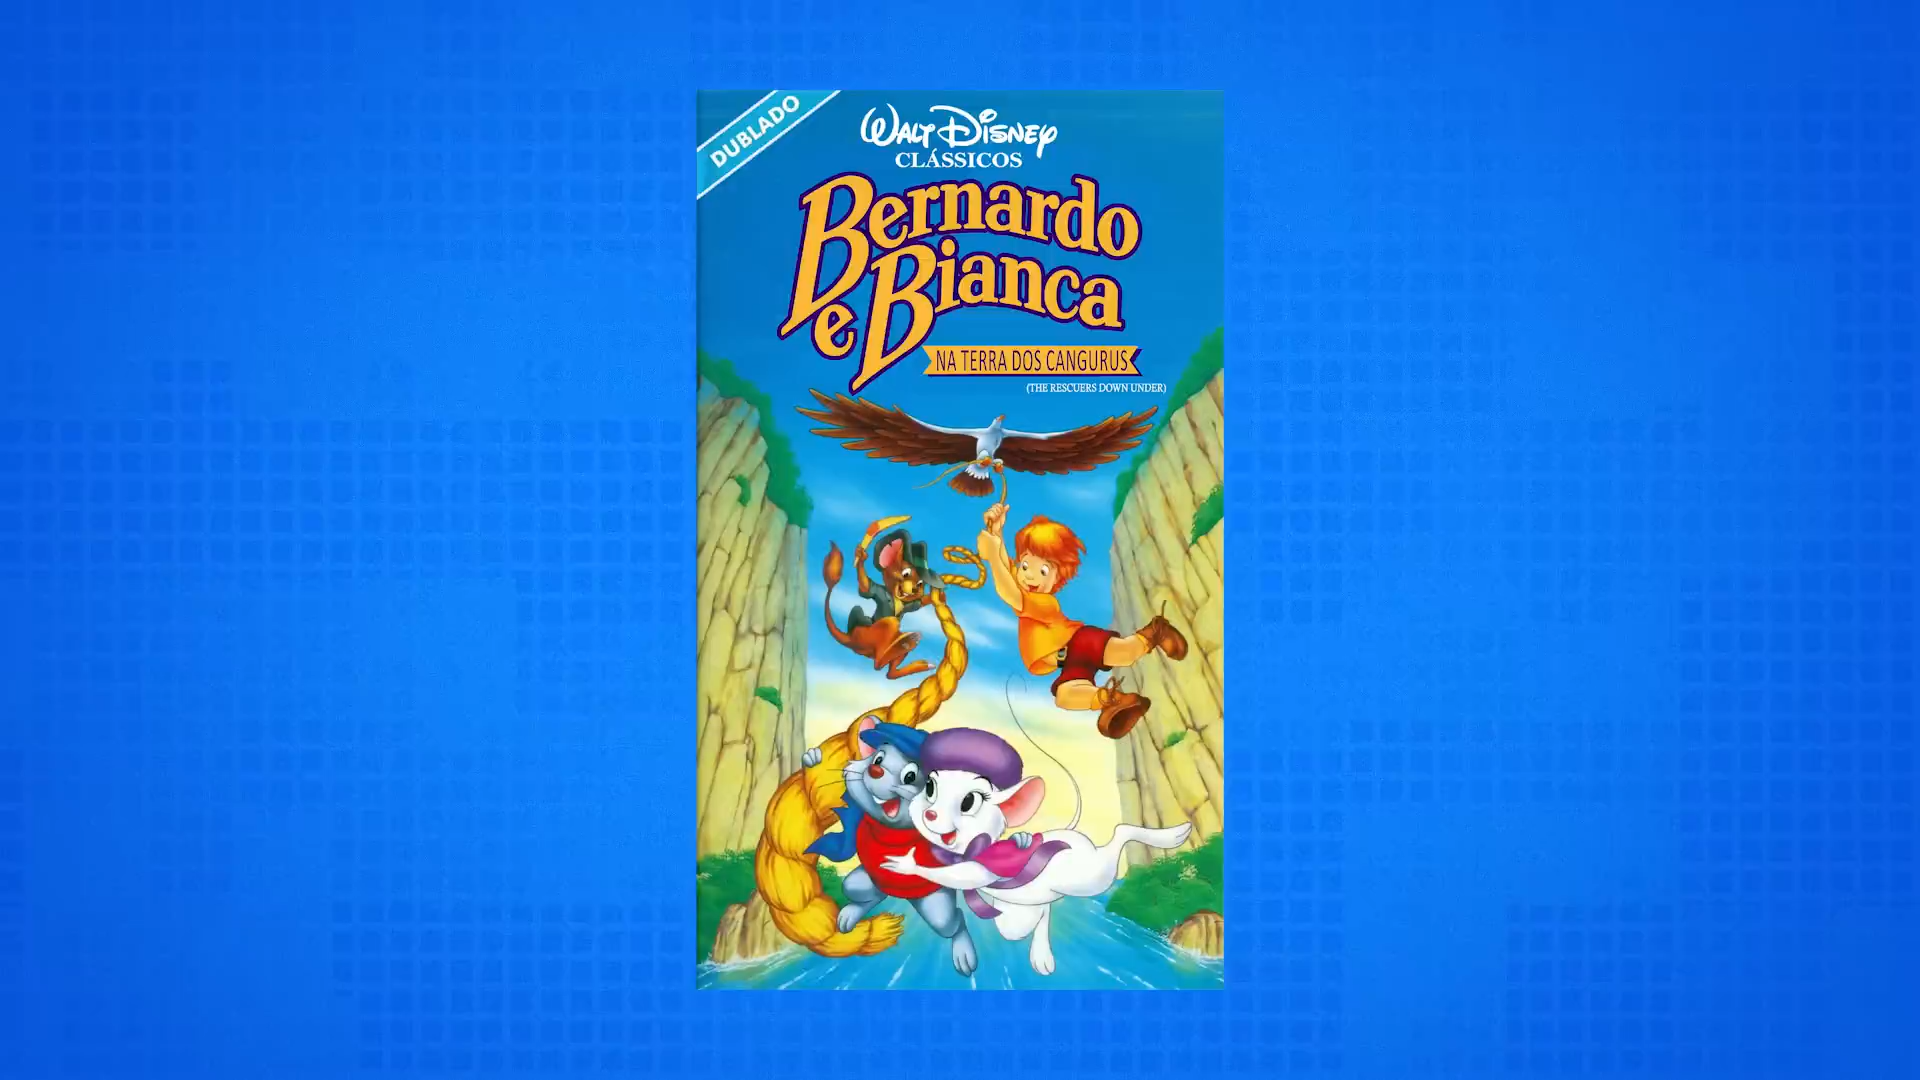 DUBLADO
WALT DISNEY
CLÁSSICOS
Bernardo
e Bianca
NA TERRA DOS CANGURUS
(THE RESCUERS DOWN UNDER)